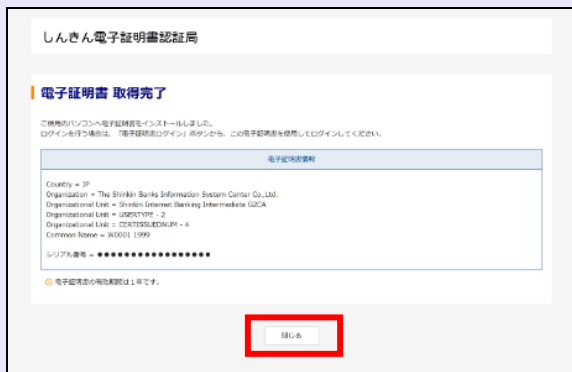 しんきん電子証明書認証局
電子証明書 取得完了
ご使用のパソコンへ電子証明書をインストールしました。
ログインを行う場合は、「電子証明書ログイン」ボタンから、この電子証明書を使用してログインしてください。
電子証明書情報
Country = JP
Organization = The Shinkin Banks Information System Center Co.,Ltd.
Organizational Unit = Shinkin Internet Banking Intermediate G2CA
Organizational Unit = USERTYPE - 2
Organizational Unit = CERTISSUEDNUM - 4
Common Name = W0001 1999
シリアル番号 = ●●●●●●●●●●●●●●●●●
電子証明書の有効期間は１年です。
閉じる